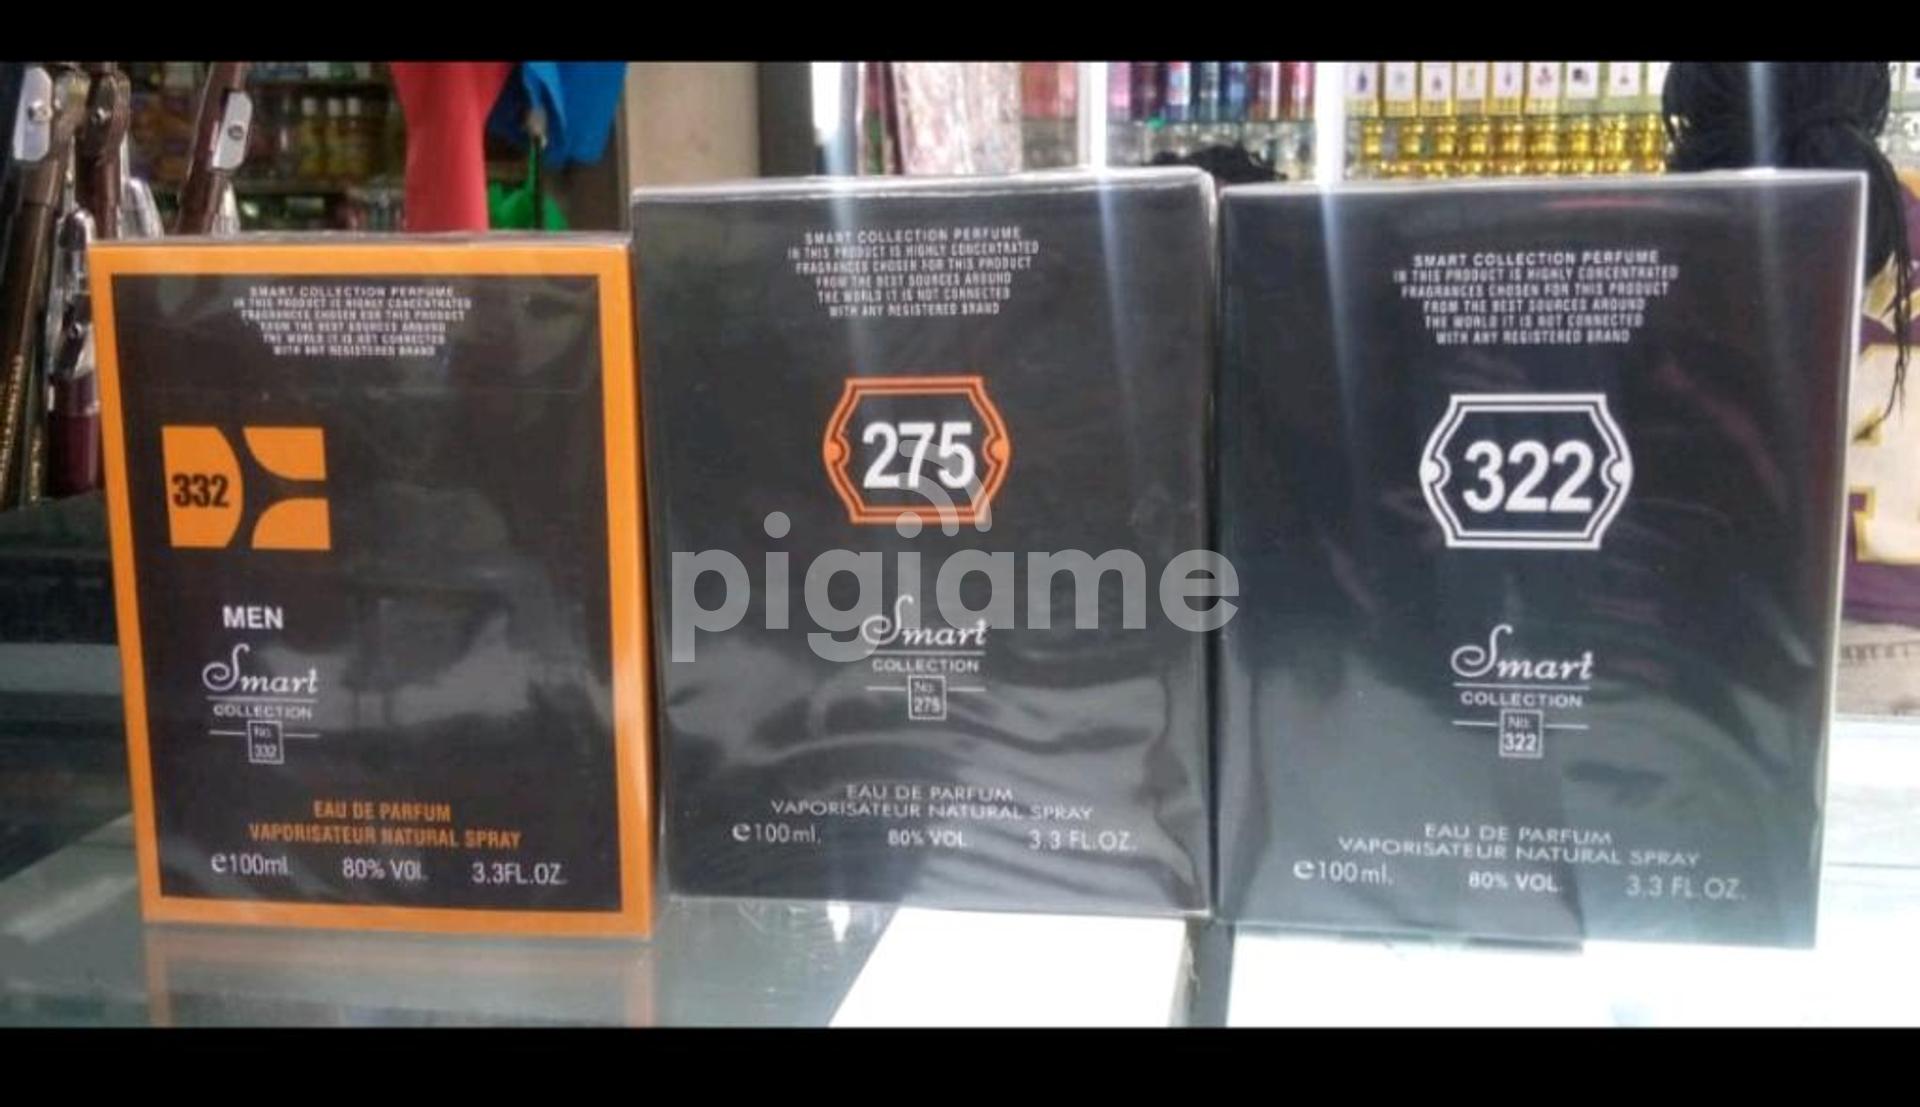 SMART COLLECTION PERFUME
IN THIS PRODUCT IS HIGHLY CONCENTRATED
FRAGRANCES CHOSEN FOR THIS PRODUCT
FROM THE BEST SOURCES AROUND
THE WORLD IT IS NOT CONNECTED
WITH ANY REGISTERED BRAND
332
MEN
Smart
COLLECTION
No.
332
EAU DE PARFUM
VAPORISATEUR NATURAL SPRAY
e100ml. 80% VOL. 3.3FL.OZ.
SMART COLLECTION PERFUME
IN THIS PRODUCT IS HIGHLY CONCENTRATED
FRAGRANCES CHOSEN FOR THIS PRODUCT
FROM THE BEST SOURCES AROUND
THE WORLD IT IS NOT CONNECTED
WITH ANY REGISTERED BRAND
275
Smart
COLLECTION
No.
275
EAU DE PARFUM
VAPORISATEUR NATURAL SPRAY
e100ml. 80% VOL. 3.3 FL.OZ.
SMART COLLECTION PERFUME
IN THIS PRODUCT IS HIGHLY CONCENTRATED
FRAGRANCES CHOSEN FOR THIS PRODUCT
FROM THE BEST SOURCES AROUND
THE WORLD IT IS NOT CONNECTED
WITH ANY REGISTERED BRAND
322
Smart
COLLECTION
No.
322
EAU DE PARFUM
VAPORISATEUR NATURAL SPRAY
e100ml. 80% VOL. 3.3 FL.OZ.
pigiame